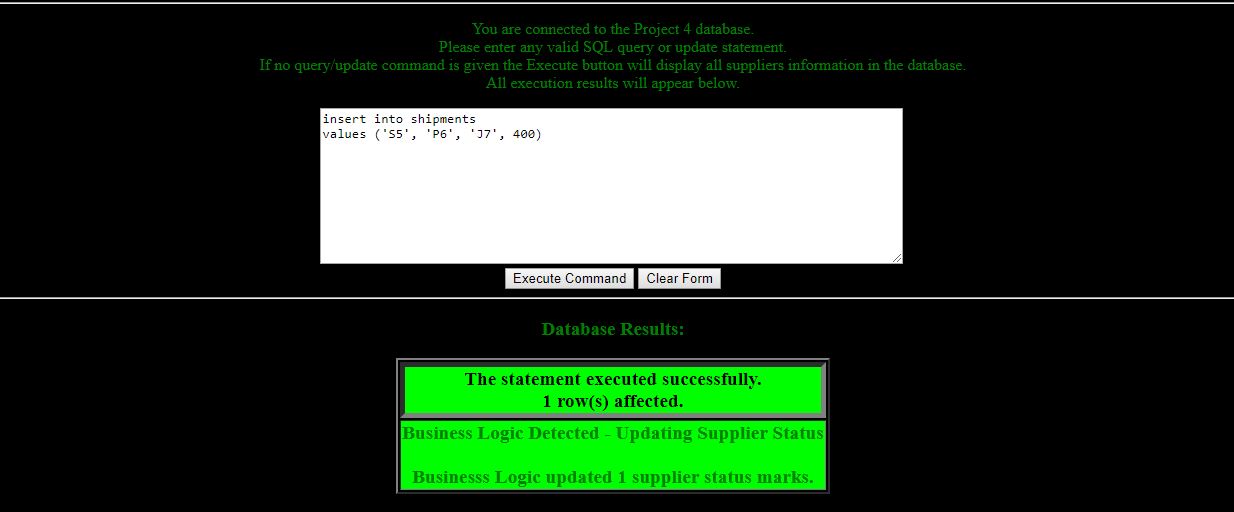 You are connected to the Project 4 database.
Please enter any valid SQL query or update statement.
If no query/update command is given the Execute button will display all suppliers information in the database.
All execution results will appear below.
insert into shipments
values ('S5', 'P6', 'J7', 400)
Execute Command Clear Form
Database Results:
The statement executed successfully.
1 row(s) affected.
Business Logic Detected - Updating Supplier Status
Businesss Logic updated 1 supplier status marks.